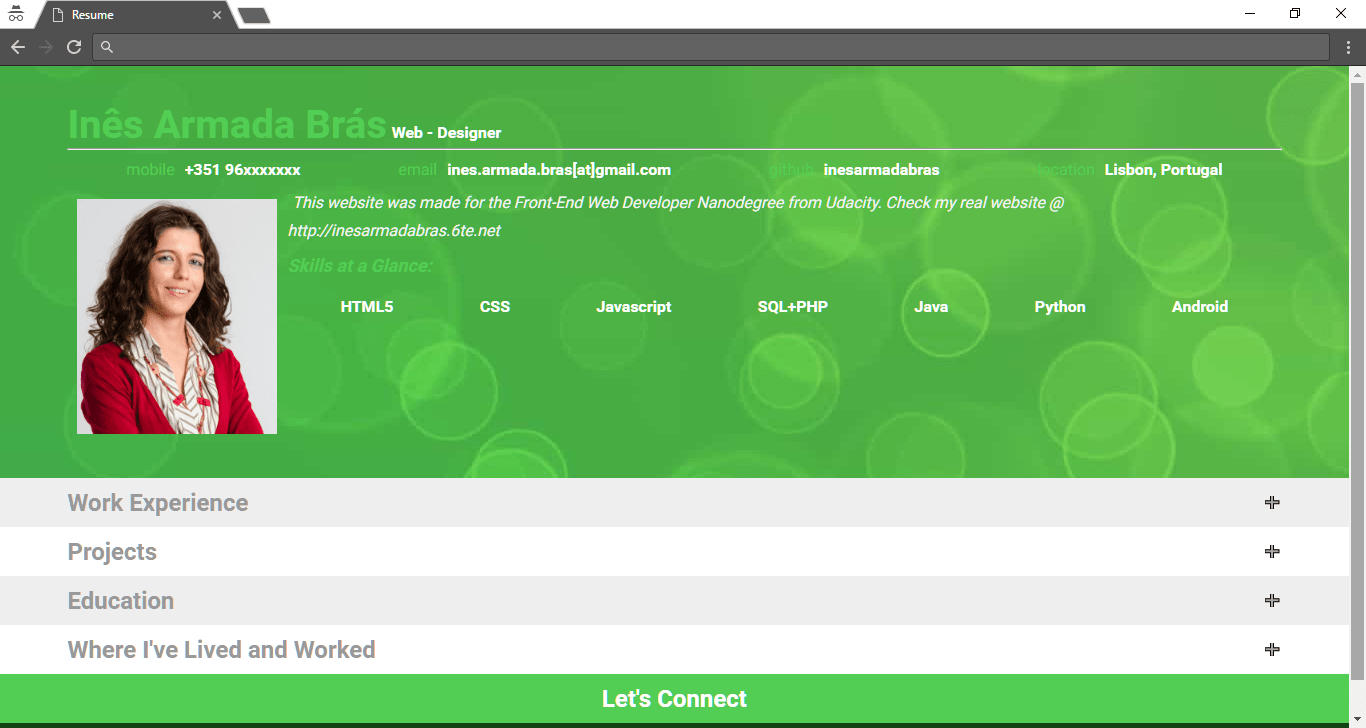 Resume
Inês Armada Brás Web - Designer
mobile +351 96xxxxxxx email ines.armada.bras[at]gmail.com github inesarmadabras location Lisbon, Portugal
This website was made for the Front-End Web Developer Nanodegree from Udacity. Check my real website @
http://inesarmadabras.6te.net
Skills at a Glance:
HTML5 CSS Javascript SQL+PHP Java Python Android
Work Experience
Projects
Education
Where I've Lived and Worked
Let's Connect